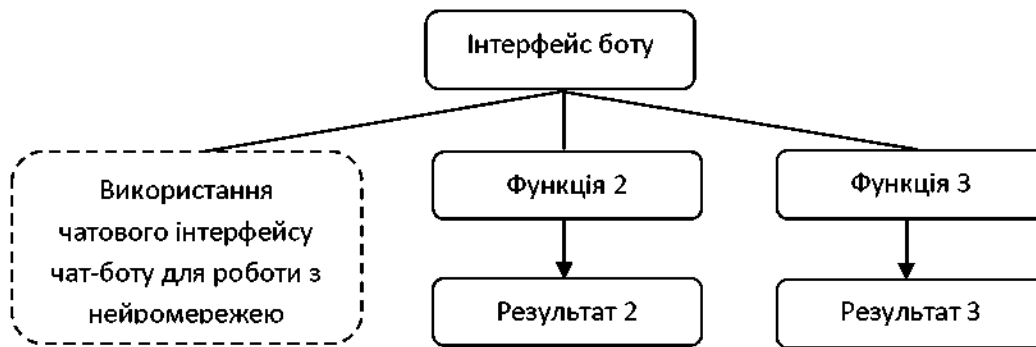 Інтерфейс боту
Використання
чатового інтерфейсу
чат-боту для роботи з
нейромережею
Функція 2
Функція 3
Результат 2
Результат 3